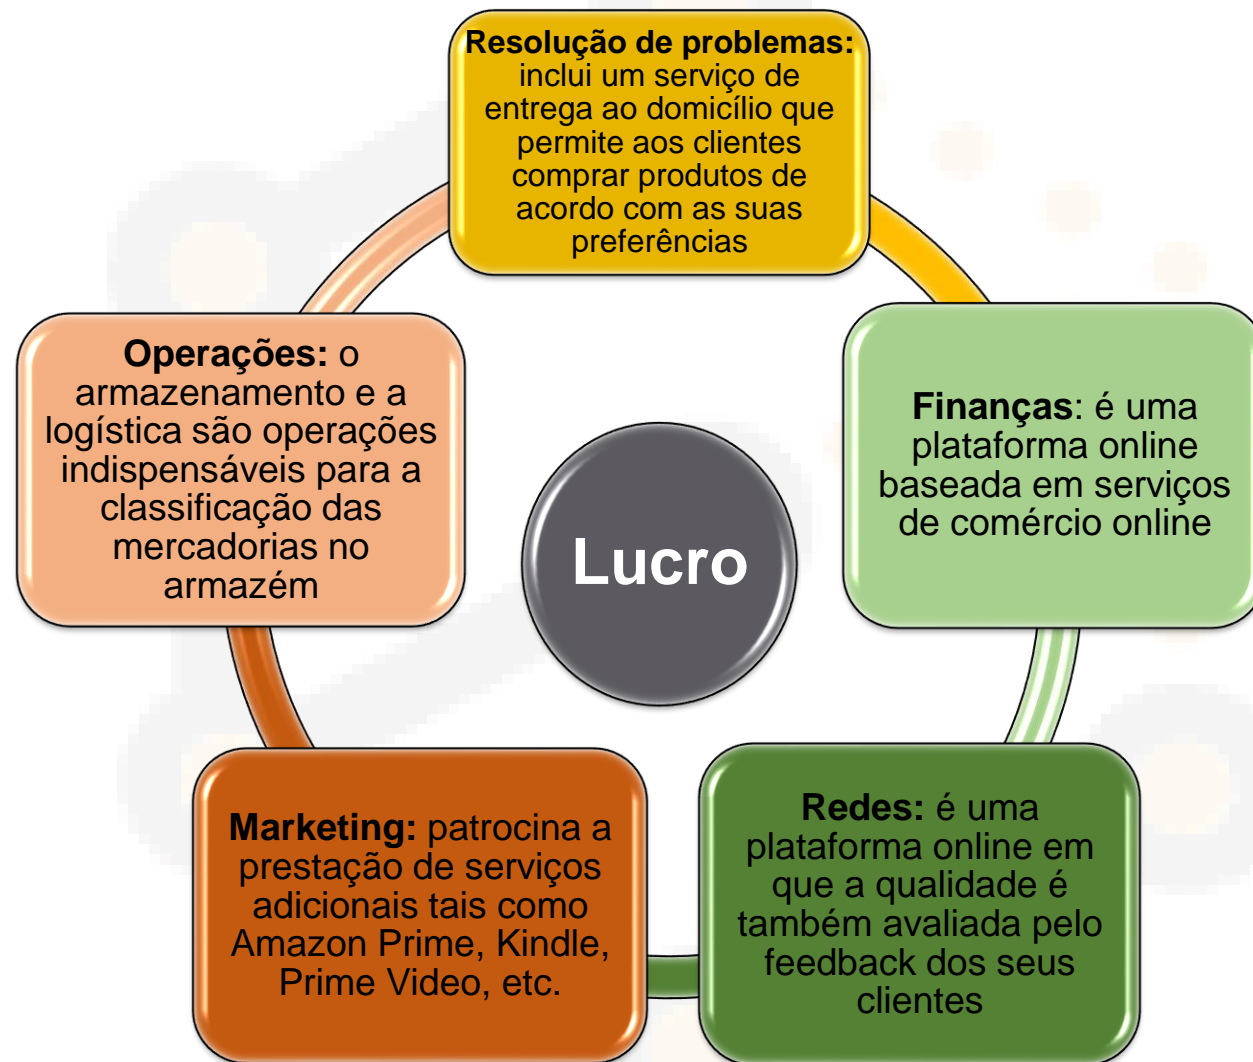 Resolução de problemas:
inclui um serviço de
entrega ao domicílio que
permite aos clientes
comprar produtos de
acordo com as suas
preferências
Finanças: é uma
plataforma online
baseada em serviços
de comércio online
Redes: é uma
plataforma online em
que a qualidade é
também avaliada pelo
feedback dos seus
clientes
Marketing: patrocina a
prestação de serviços
adicionais tais como
Amazon Prime, Kindle,
Prime Video, etc.
Operações: o
armazenamento e a
logística são operações
indispensáveis para a
classificação das
mercadorias no
armazém
Lucro